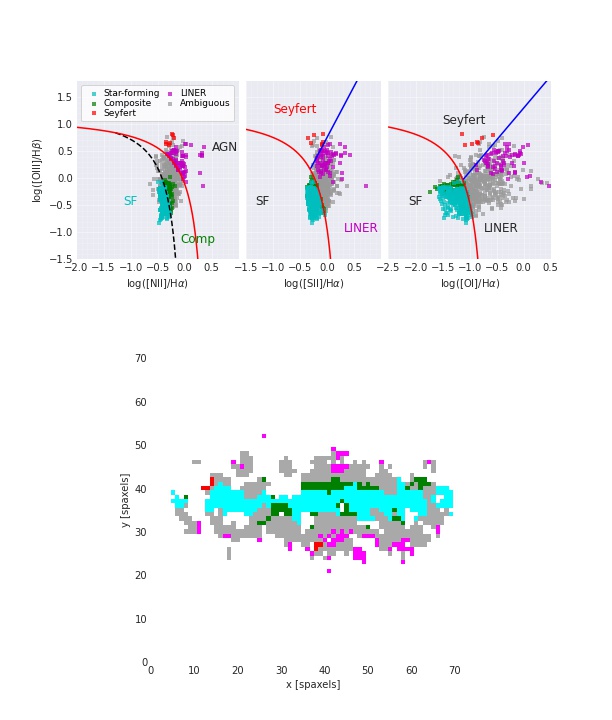 Star-forming
Composite
Seyfert
LINER
Ambiguous
1.5
1.0
0.5
0.0
−0.5
−1.0
−1.5
log([OIII]/Hβ)
AGN
SF
Comp
−2.0 −1.5 −1.0 −0.5 0.0 0.5
log([NII]/Hα)
Seyfert
SF
LINER
−1.5 −1.0 −0.5 0.0 0.5
log([SII]/Hα)
Seyfert
SF
LINER
−2.5 −2.0 −1.5 −1.0 −0.5 0.0 0.5
log([OI]/Hα)
70
60
50
40
30
20
10
0
y [spaxels]
0 10 20 30 40 50 60 70
x [spaxels]